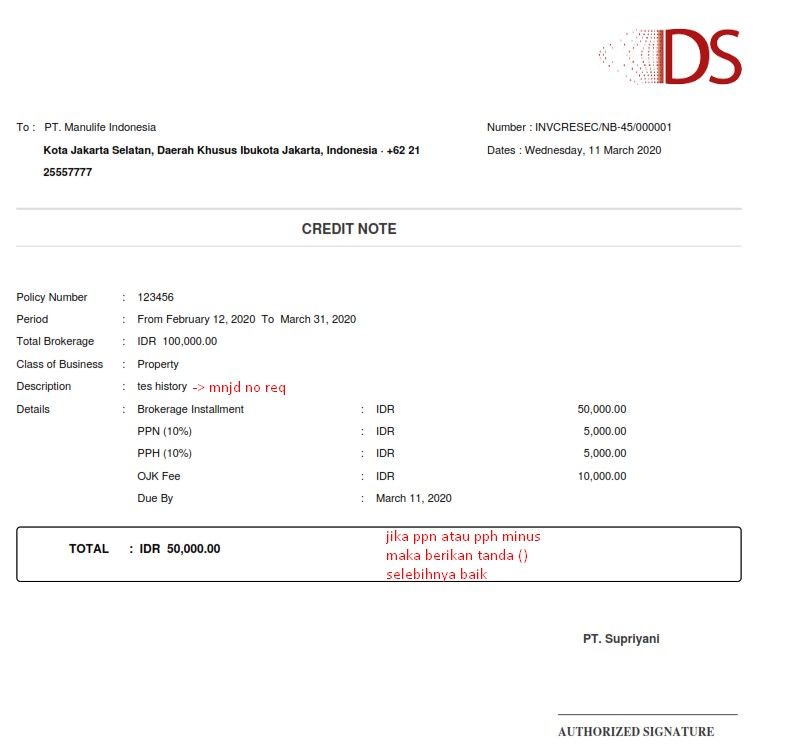 DS
To : PT. Manulife Indonesia
Number : INVCRESEC/NB-45/000001
Kota Jakarta Selatan, Daerah Khusus Ibukota Jakarta, Indonesia · +62 21
25557777
Dates : Wednesday, 11 March 2020
CREDIT NOTE
Policy Number : 123456
Period : From February 12, 2020 To March 31, 2020
Total Brokerage : IDR 100,000.00
Class of Business : Property
Description : tes history -> mnjd no req
Details : Brokerage Installment : IDR 50,000.00
PPN (10%) : IDR 5,000.00
PPH (10%) : IDR 5,000.00
OJK Fee : IDR 10,000.00
Due By : March 11, 2020
TOTAL : IDR 50,000.00
jika ppn atau pph minus
maka berikan tanda ()
selebihnya baik
PT. Supriyani
AUTHORIZED SIGNATURE